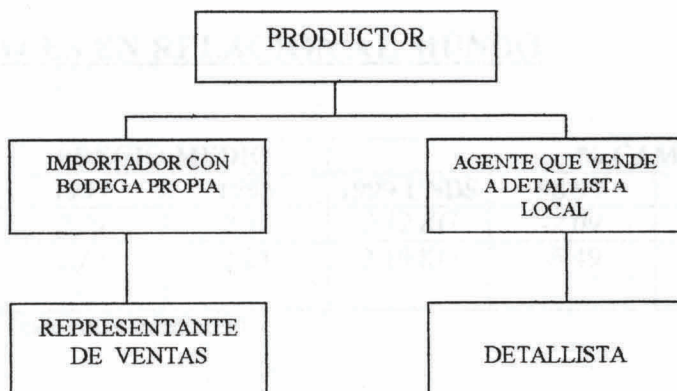 PRODUCTOR
IMPORTADOR CON
BODEGA PROPIA
AGENTE QUE VENDE
A DETALLISTA
LOCAL
REPRESENTANTE
DE VENTAS
DETALLISTA